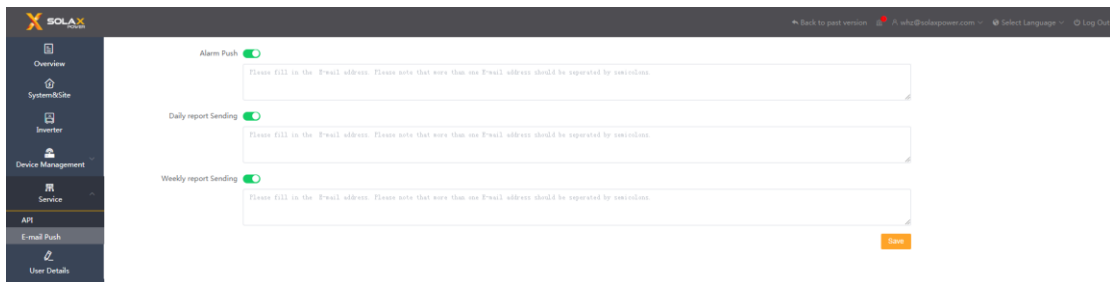 SOLAX
POWER
Back to past version whz@solaxpower.com Select Language Log Out
Overview
System&Site
Inverter
Device Management
Service
API
E-mail Push
User Details
Alarm Push
Please fill in the E-mail address. Please note that more than one E-mail address should be separated by semicolons
Daily report Sending
Please fill in the E-mail address. Please note that more than one E-mail address should be separated by semicolons
Weekly report Sending
Please fill in the E-mail address. Please note that more than one E-mail address should be separated by semicolons
Save